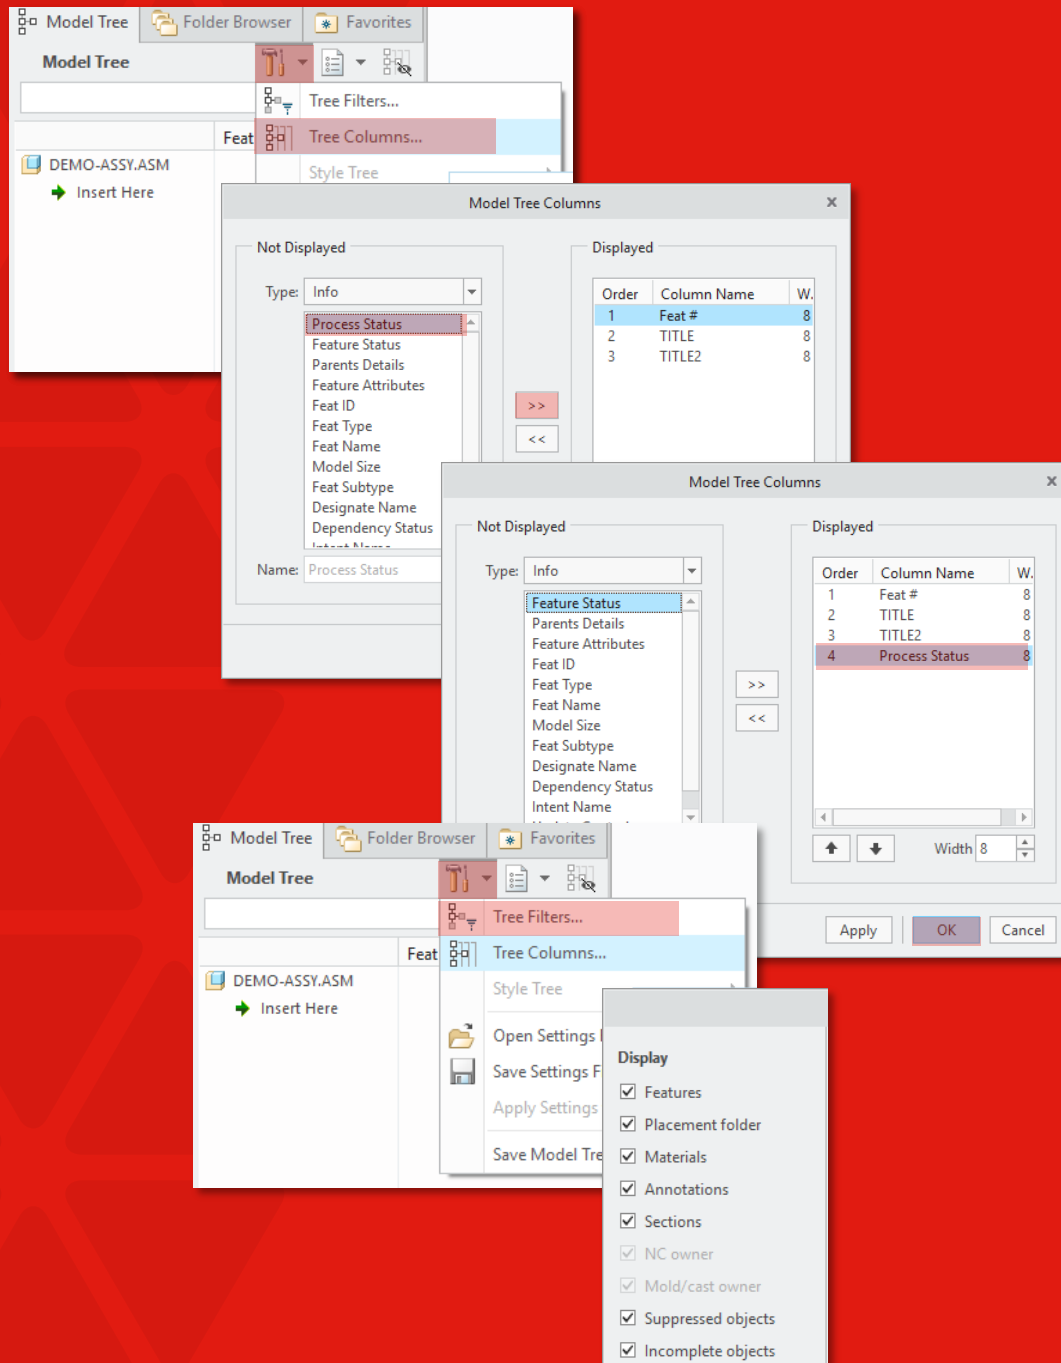 Model Tree Folder Browser Favorites
Model Tree
Tree Filters...
Feat Tree Columns...
DEMO-ASSY.ASM
Style Tree
Insert Here
Model Tree Columns x
Not Displayed Displayed
Type: Info
Order Column Name W.
Process Status 1 Feat # 8
Feature Status 2 TITLE 8
Parents Details 3 TITLE2 8
Feature Attributes
Feat ID >>
Feat Type
Feat Name <<
Model Size
Feat Subtype
Designate Name
Dependency Status
Intent Name
Name: Process Status
Model Tree Columns x
Not Displayed Displayed
Type: Info
Order Column Name W.
Feature Status 1 Feat # 8
Parents Details 2 TITLE 8
Feature Attributes 3 TITLE2 8
Feat ID 4 Process Status 8
Feat Type >>
Feat Name
Model Size <<
Feat Subtype
Designate Name
Dependency Status
Intent Name
Width 8
Apply OK Cancel
Model Tree Folder Browser Favorites
Model Tree
Tree Filters...
Feat Tree Columns...
DEMO-ASSY.ASM
Style Tree
Insert Here
Open Settings
Save Settings F
Apply Settings
Save Model Tre
Display
Features
Placement folder
Materials
Annotations
Sections
NC owner
Mold/cast owner
Suppressed objects
Incomplete objects